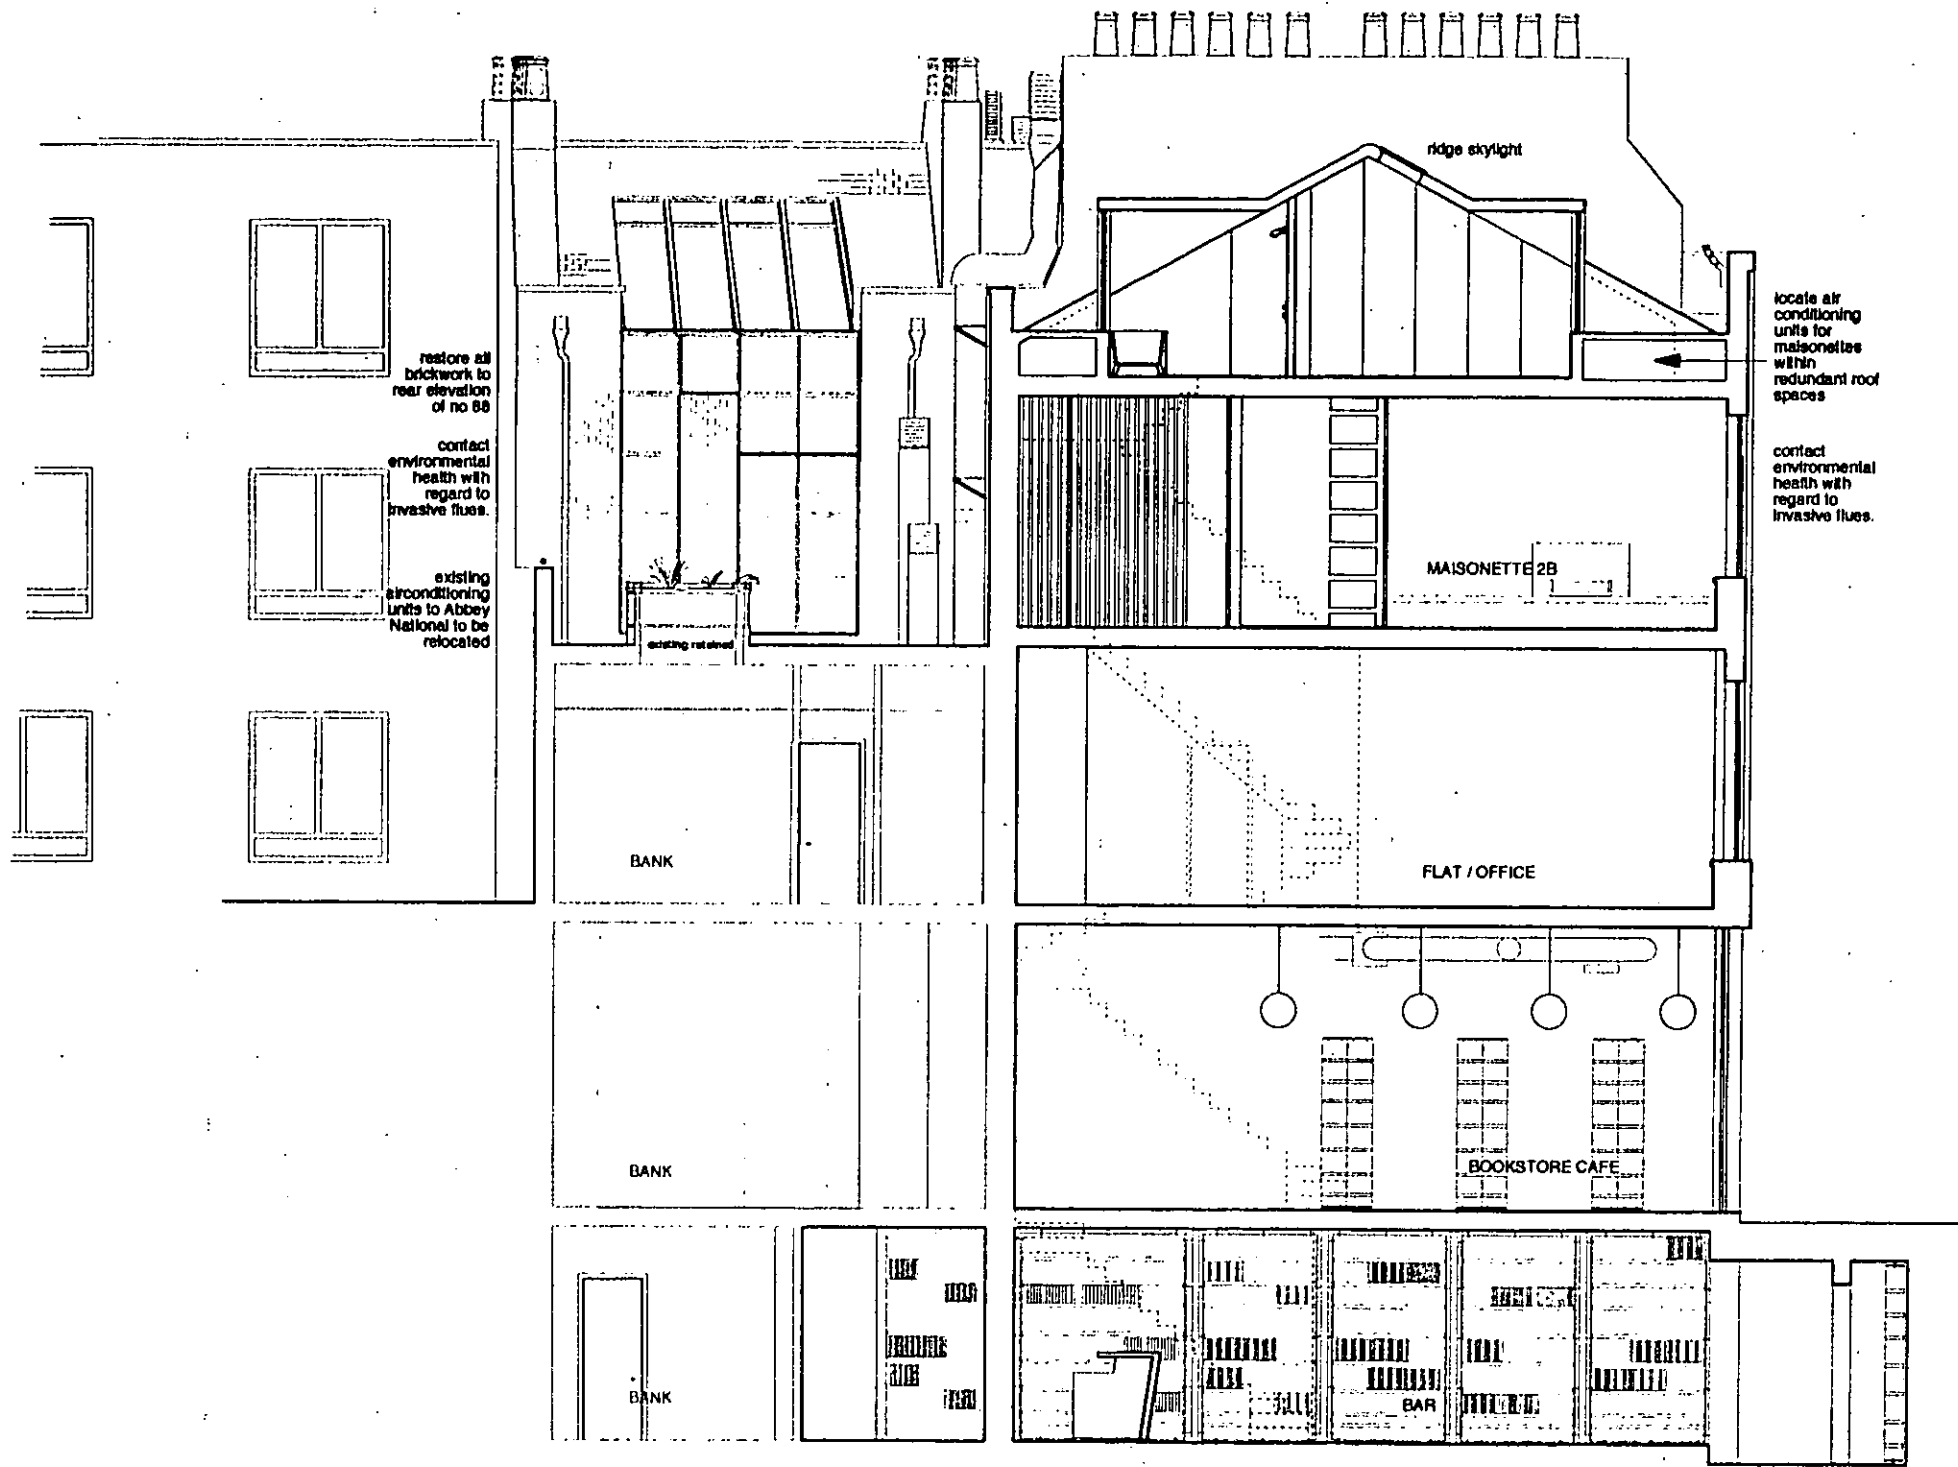 ridge skylight
locate air
conditioning
units for
maisonettes
within
redundant roof
spaces
restore all
brickwork to
rear elevation
of no 88
contact
environmental
health with
regard to
invasive flues.
contact
environmental
health with
regard to
invasive flues.
existing
airconditioning
units to Abbey
National to be
relocated
existing retained
MAISONETTE 2B
BANK
FLAT / OFFICE
BANK
BOOKSTORE CAFE
BANK
BAR